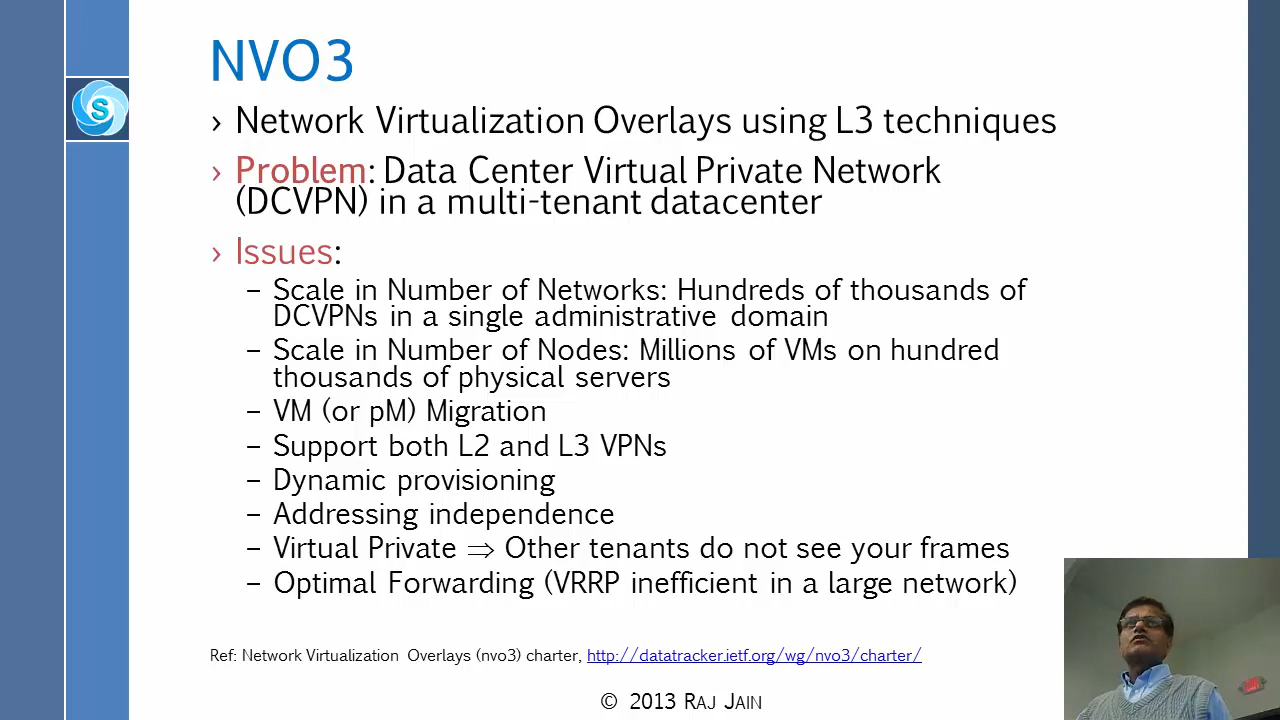 NVO3
› Network Virtualization Overlays using L3 techniques
› Problem: Data Center Virtual Private Network
(DCVPN) in a multi-tenant datacenter
› Issues:
– Scale in Number of Networks: Hundreds of thousands of
DCVPNs in a single administrative domain
– Scale in Number of Nodes: Millions of VMs on hundred
thousands of physical servers
– VM (or pM) Migration
– Support both L2 and L3 VPNs
– Dynamic provisioning
– Addressing independence
– Virtual Private ⇒ Other tenants do not see your frames
– Optimal Forwarding (VRRP inefficient in a large network)
Ref: Network Virtualization Overlays (nvo3) charter, http://datatracker.ietf.org/wg/nvo3/charter/
© 2013 RAJ JAIN
S